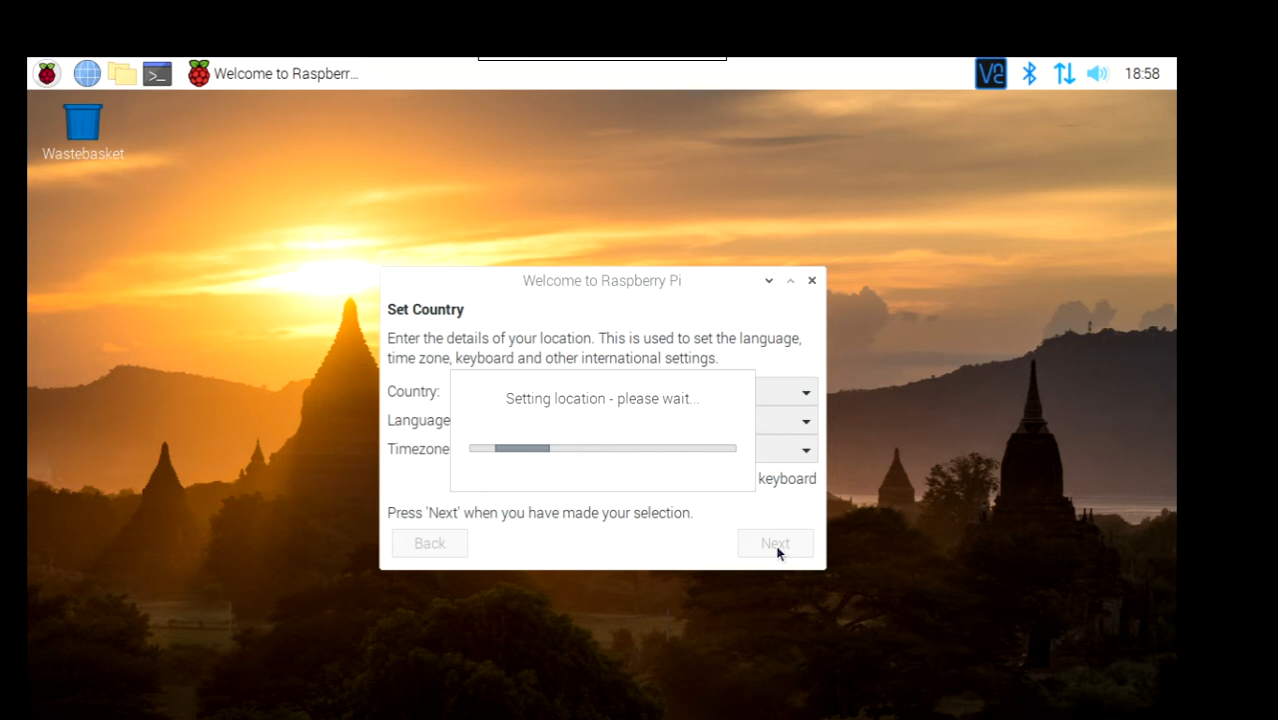 Welcome to Raspberr...
18:58
Wastebasket
Welcome to Raspberry Pi
Set Country
Enter the details of your location. This is used to set the language,
time zone, keyboard and other international settings.
Country:
Setting location - please wait...
Language
Timezone
keyboard
Press 'Next' when you have made your selection.
Back
Next